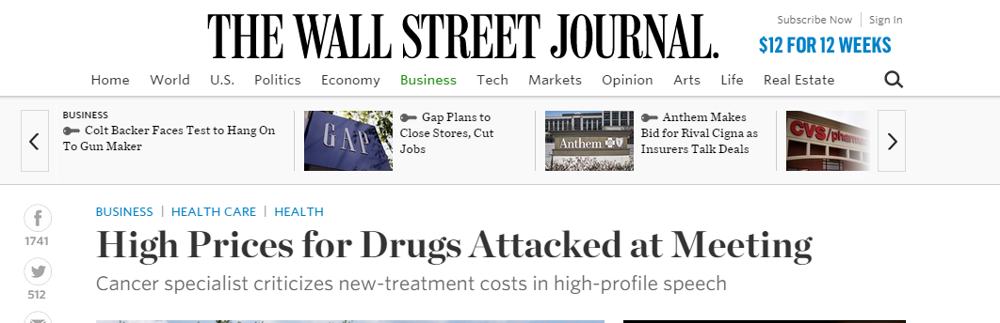 THE WALL STREET JOURNAL.
Subscribe Now | Sign In
$12 FOR 12 WEEKS
Home World U.S. Politics Economy Business Tech Markets Opinion Arts Life Real Estate
BUSINESS
Colt Backer Faces Test to Hang On
To Gun Maker
GAP
Gap Plans to
Close Stores, Cut
Jobs
Anthem
Anthem Makes
Bid for Rival Cigna as
Insurers Talk Deals
CVS/pharm
BUSINESS | HEALTH CARE | HEALTH
High Prices for Drugs Attacked at Meeting
Cancer specialist criticizes new-treatment costs in high-profile speech
1741
512